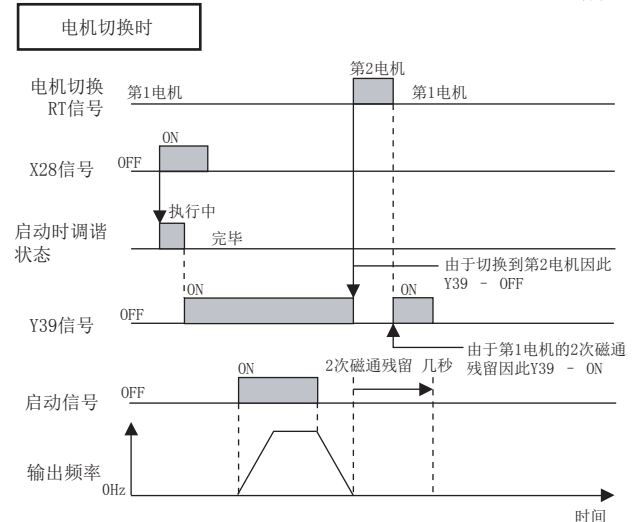 电机切换时
第2电机
电机切换
RT信号
第1电机
第1电机
ON
X28信号
OFF
执行中
启动时调谐
状态
完毕
由于切换到第2电机因此
Y39 - OFF
ON
ON
Y39信号
OFF
由于第1电机的2次磁通
残留因此Y39 - ON
2次磁通残留 几秒
ON
启动信号
OFF
输出频率
0Hz
时间